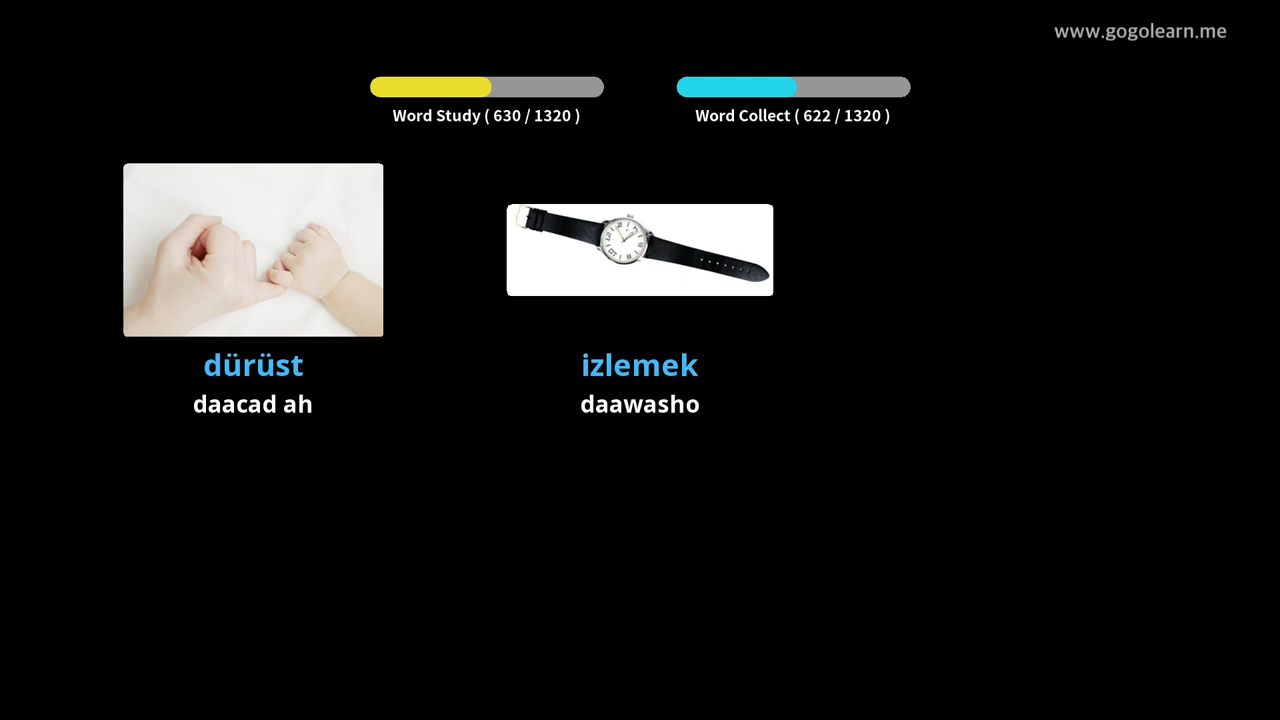 www.gogolearn.me
Word Study ( 630 / 1320 )
Word Collect ( 622 / 1320 )
dürüst
daacad ah
izlemek
daawasho